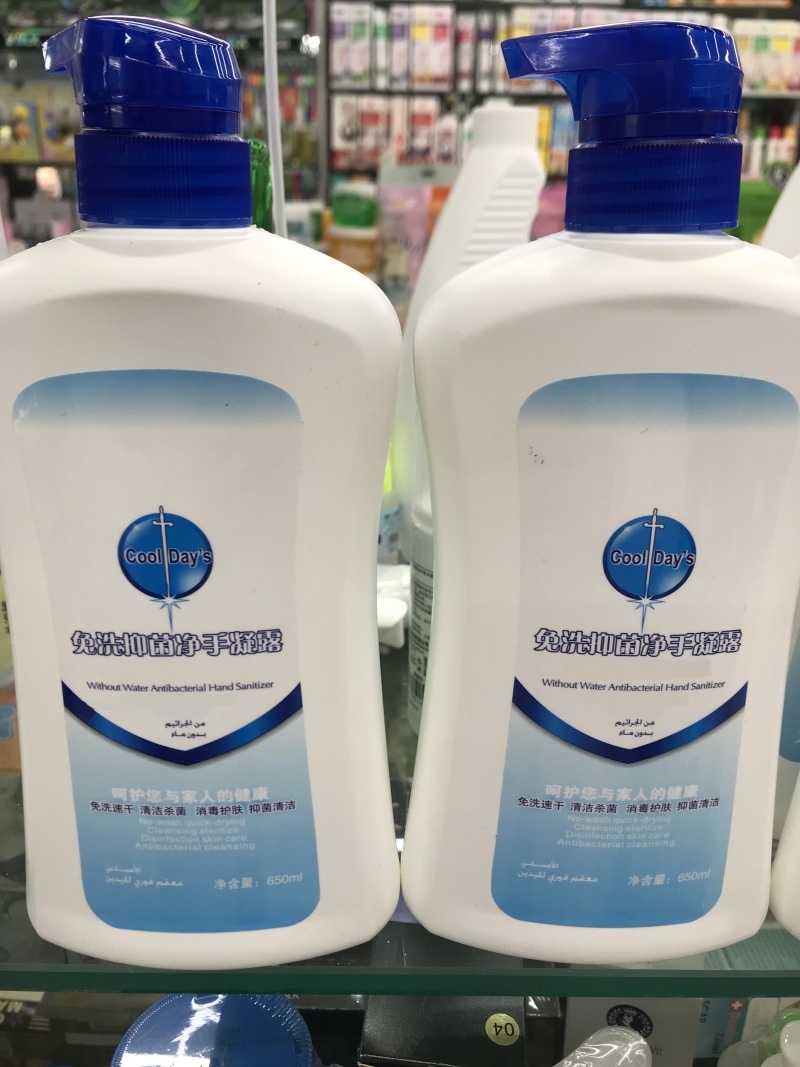 Cool Day's
免洗抑菌净手凝露
Without Water Antibacterial Hand Sanitizer
من الجراثيم
بدون ماء
呵护您与家人的健康
免洗速干 清洁杀菌 消毒护肤 抑菌清洁
No-wash quick-drying
Cleansing sterilize
Disinfection skin care
Antibacterial cleansing
الأساسي
معقم فوري لليدين
净含量：650ml
Cool Day's
免洗抑菌净手凝露
Without Water Antibacterial Hand Sanitizer
من الجراثيم
بدون ماء
呵护您与家人的健康
免洗速干 清洁杀菌 消毒护肤 抑菌清洁
No-wash quick-drying
Cleansing sterilize
Disinfection skin care
Antibacterial cleansing
الأساسي
معقم فوري لليدين
净含量：650ml
04